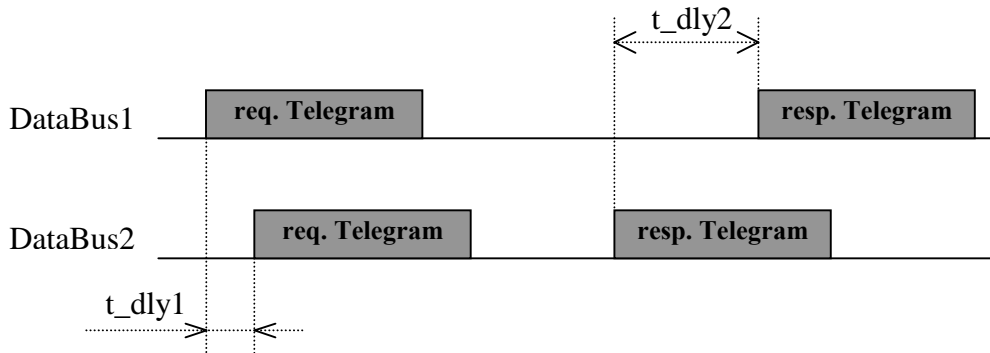 t_dly2
DataBus1
req. Telegram
resp. Telegram
DataBus2
req. Telegram
resp. Telegram
t_dly1